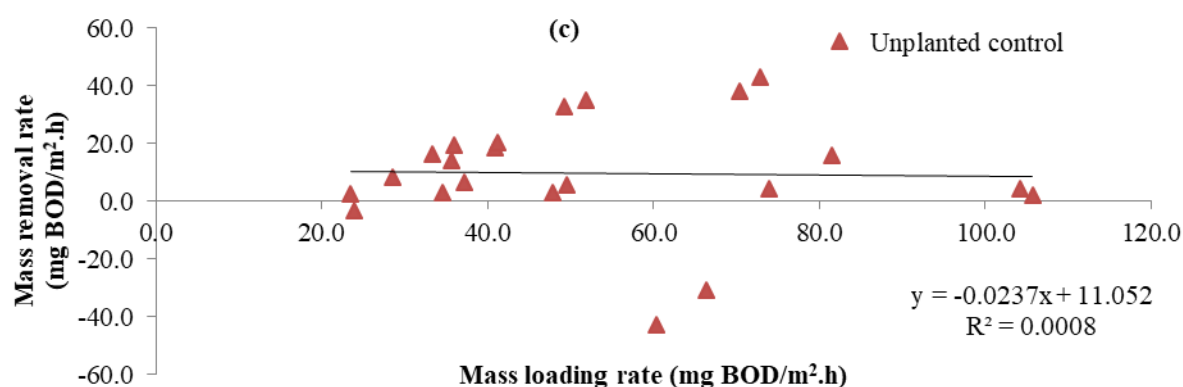 (c)
Unplanted control
60.0
40.0
20.0
0.0
-20.0
-40.0
-60.0
Mass removal rate
(mg BOD/m².h)
0.0 20.0 40.0 60.0 80.0 100.0 120.0
y = -0.0237x + 11.052
R² = 0.0008
Mass loading rate (mg BOD/m².h)